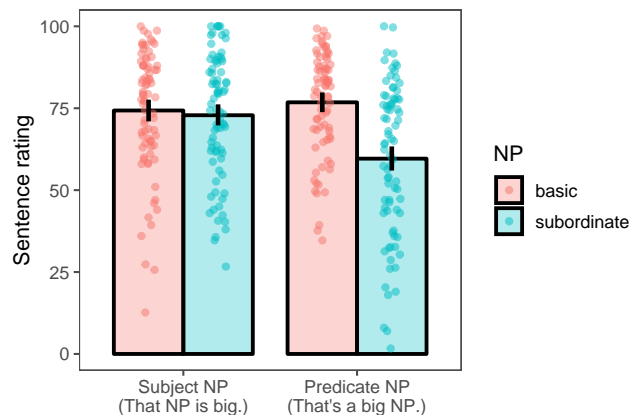 100
75
50
25
0
Sentence rating
Subject NP
(That NP is big.)
Predicate NP
(That's a big NP.)
NP
basic
subordinate